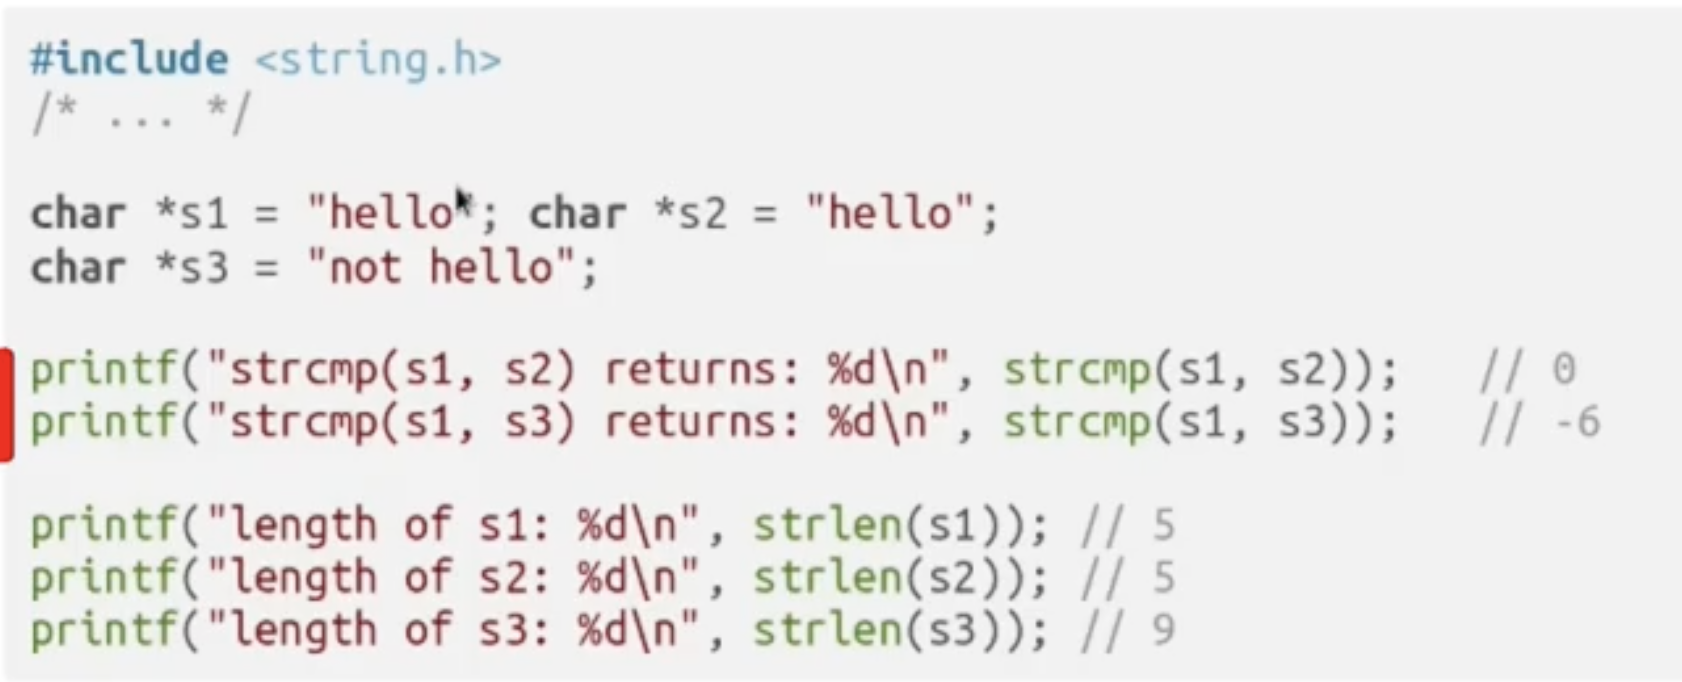 #include <string.h>
/* ... */
char *s1 = "hello"; char *s2 = "hello";
char *s3 = "not hello";
printf("strcmp(s1, s2) returns: %d\n", strcmp(s1, s2));   // 0
printf("strcmp(s1, s3) returns: %d\n", strcmp(s1, s3));   // -6
printf("length of s1: %d\n", strlen(s1)); // 5
printf("length of s2: %d\n", strlen(s2)); // 5
printf("length of s3: %d\n", strlen(s3)); // 9